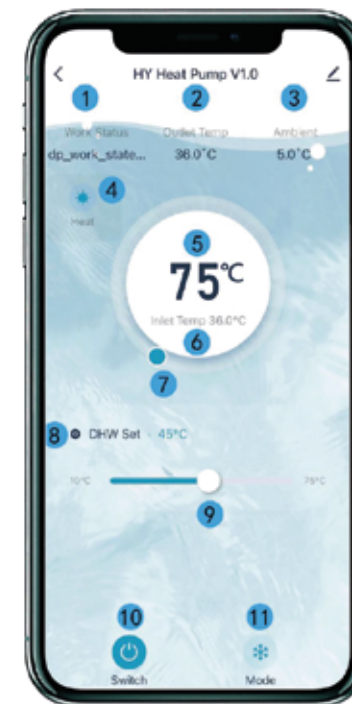 HY Heat Pump V1.0
1 2 3
Work Status Outlet Temp Ambient
dp_work_state... 36.0°C 5.0°C
4
Heat
5
75°C
Inlet Temp 36.0°C
6
7
8 DHW Set · 45°C
10°C 75°C
9
10 11
Switch Mode